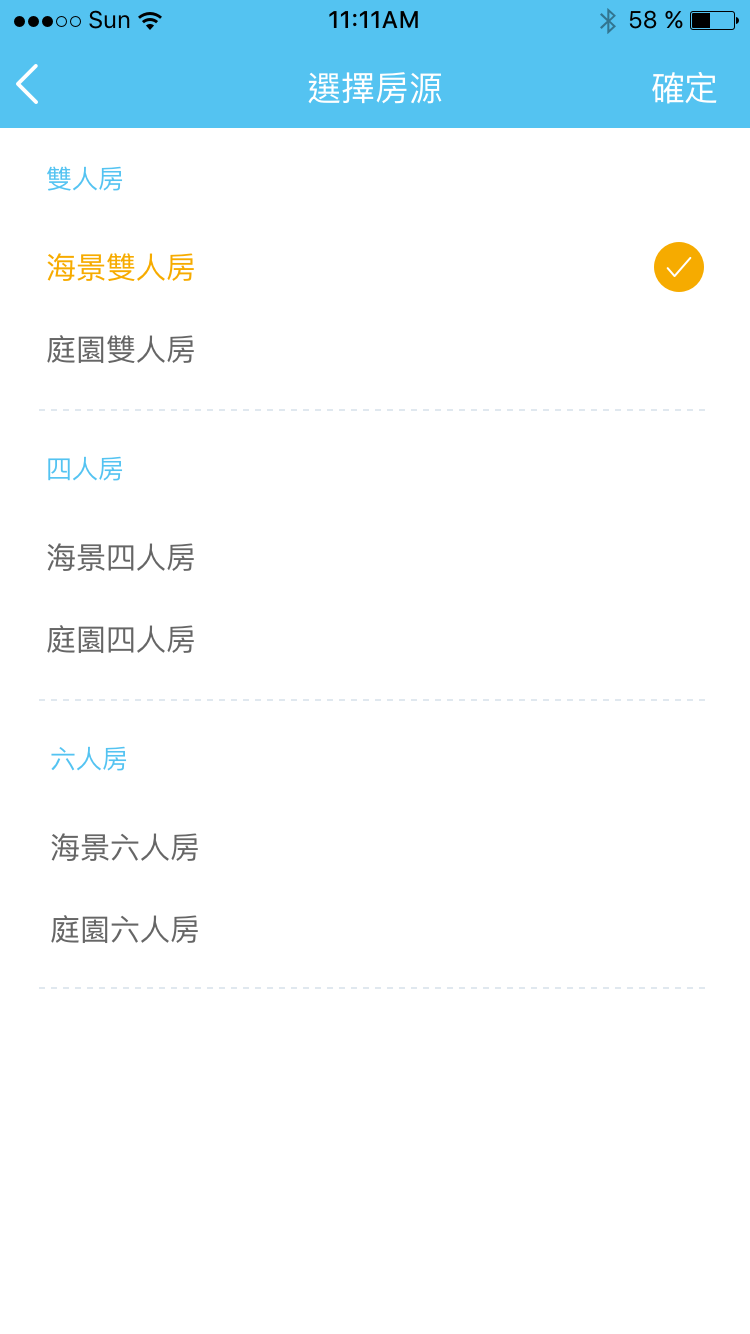 Sun 11:11AM 58 %
選擇房源 確定
雙人房
海景雙人房
庭園雙人房
四人房
海景四人房
庭園四人房
六人房
海景六人房
庭園六人房